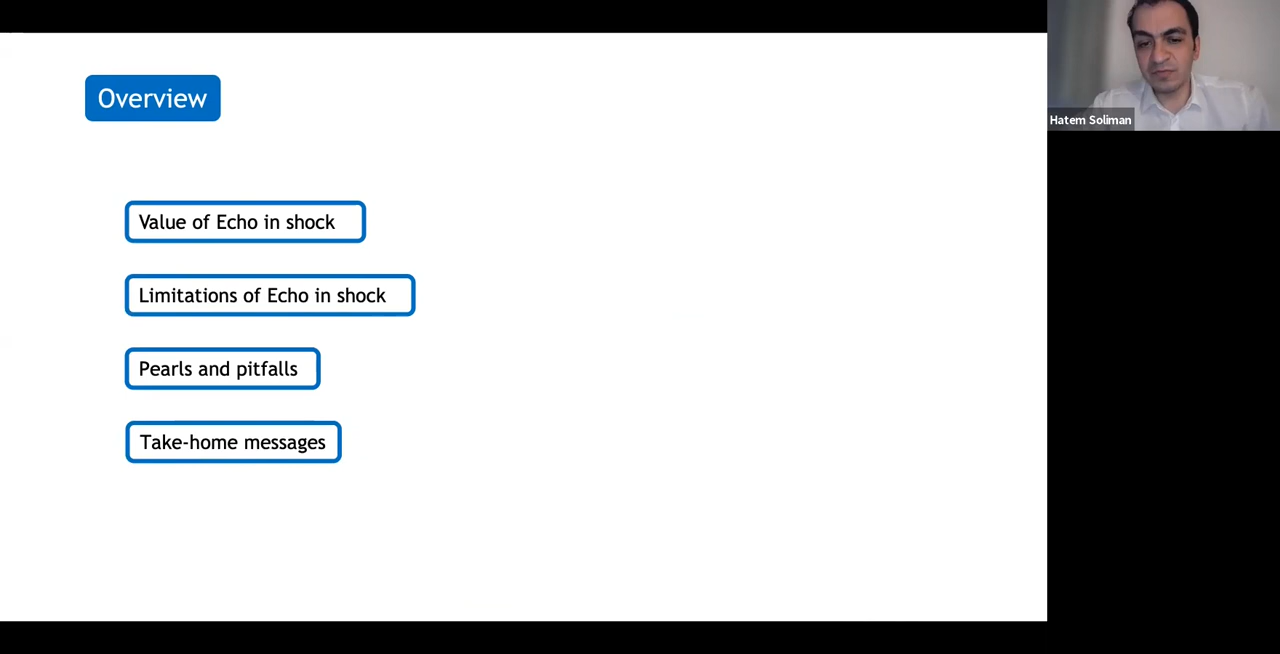 Overview
Value of Echo in shock
Limitations of Echo in shock
Pearls and pitfalls
Take-home messages
Hatem Soliman